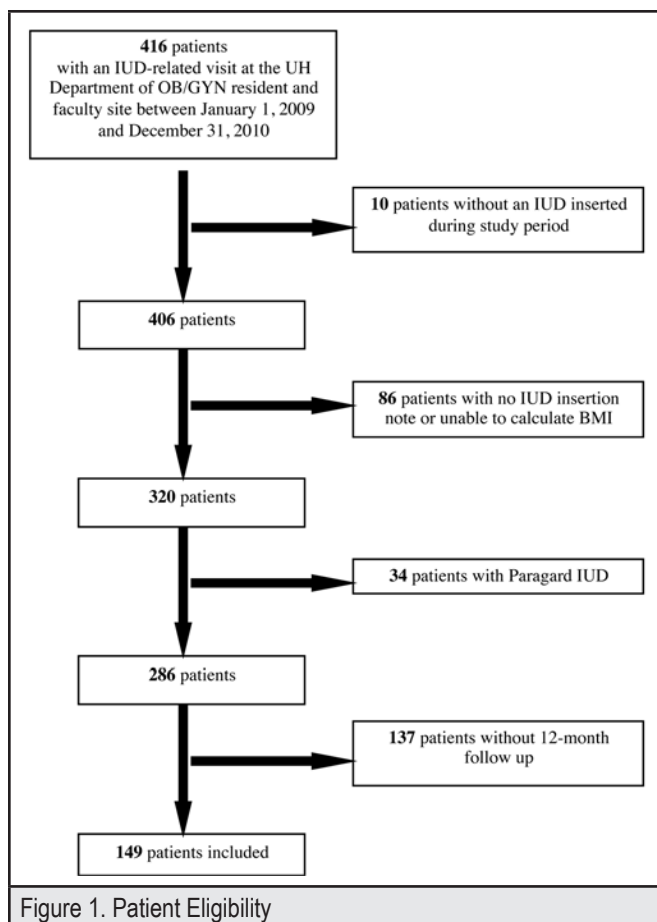 416 patients
with an IUD-related visit at the UH
Department of OB/GYN resident and
faculty site between January 1, 2009
and December 31, 2010
10 patients without an IUD inserted
during study period
406 patients
86 patients with no IUD insertion
note or unable to calculate BMI
320 patients
34 patients with Paragard IUD
286 patients
137 patients without 12-month
follow up
149 patients included
Figure 1. Patient Eligibility